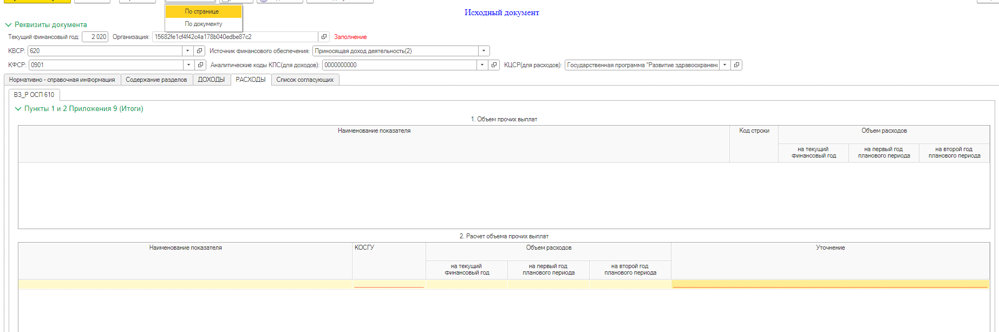 По странице
По документу
Исходный документ
Реквизиты документа
Текущий финансовый год: 2 020 Организация: 15682fe1cf4f42c4a178b040edbe87c2 Заполнение
КВСР: 620 Источник финансового обеспечения: Приносящая доход деятельность(2)
КФСР: 0901 Аналитические коды КПС(для доходов): 0000000000 КЦСР(для расходов): Государственная программа "Развитие здравоохранен
Нормативно - справочная информация Содержание разделов ДОХОДЫ РАСХОДЫ Список согласующих
ВЗ_Р ОСП 610
Пункты 1 и 2 Приложения 9 (Итоги)
1. Объем прочих выплат
Наименование показателя Код строки Объем расходов
на текущий финансовый год на первый год планового периода на второй год планового периода
2. Расчет объема прочих выплат
Наименование показателя КОСГУ Объем расходов Уточнение
на текущий финансовый год на первый год планового периода на второй год планового периода